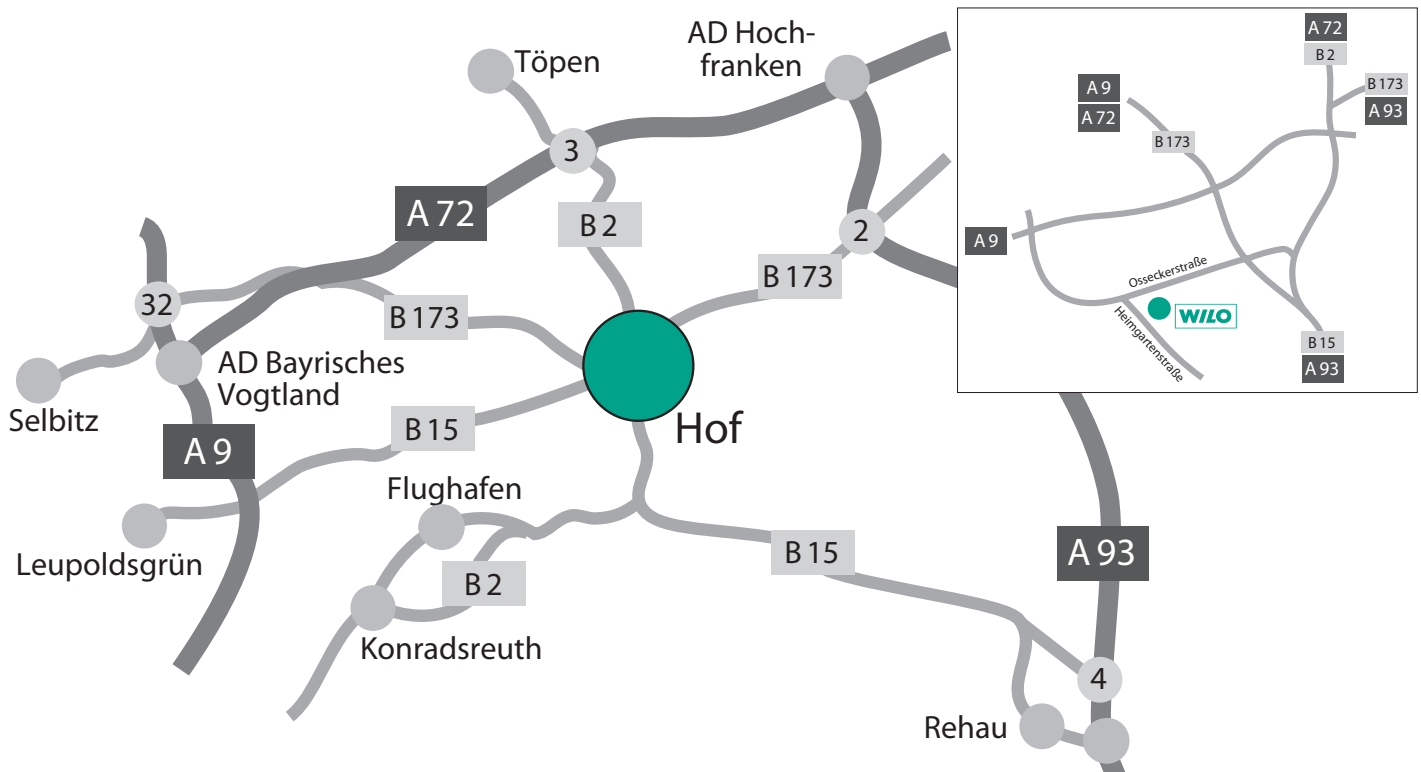 Töpen
AD Hoch-
franken
3
A 72
B 2
2
B 173
32
B 173
AD Bayrisches
Vogtland
Selbitz
B 15
Hof
A 9
Flughafen
Leupoldsgrün
B 2
B 15
A 93
Konradsreuth
4
Rehau
A 72
B 2
A 9
A 72
B 173
A 93
B 173
A 9
Osseckerstraße
WILO
Heimgartenstraße
B 15
A 93